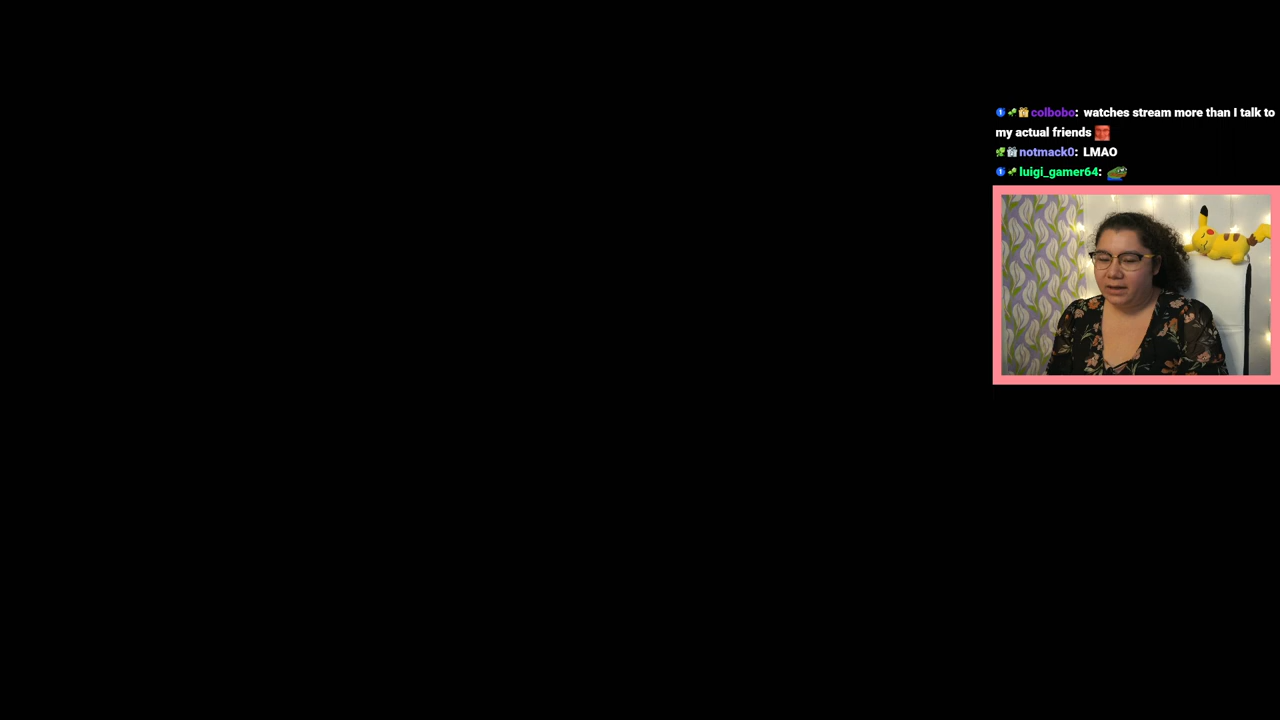 colbobo: watches stream more than I talk to
my actual friends
notmack0: LMAO
luigi_gamer64: